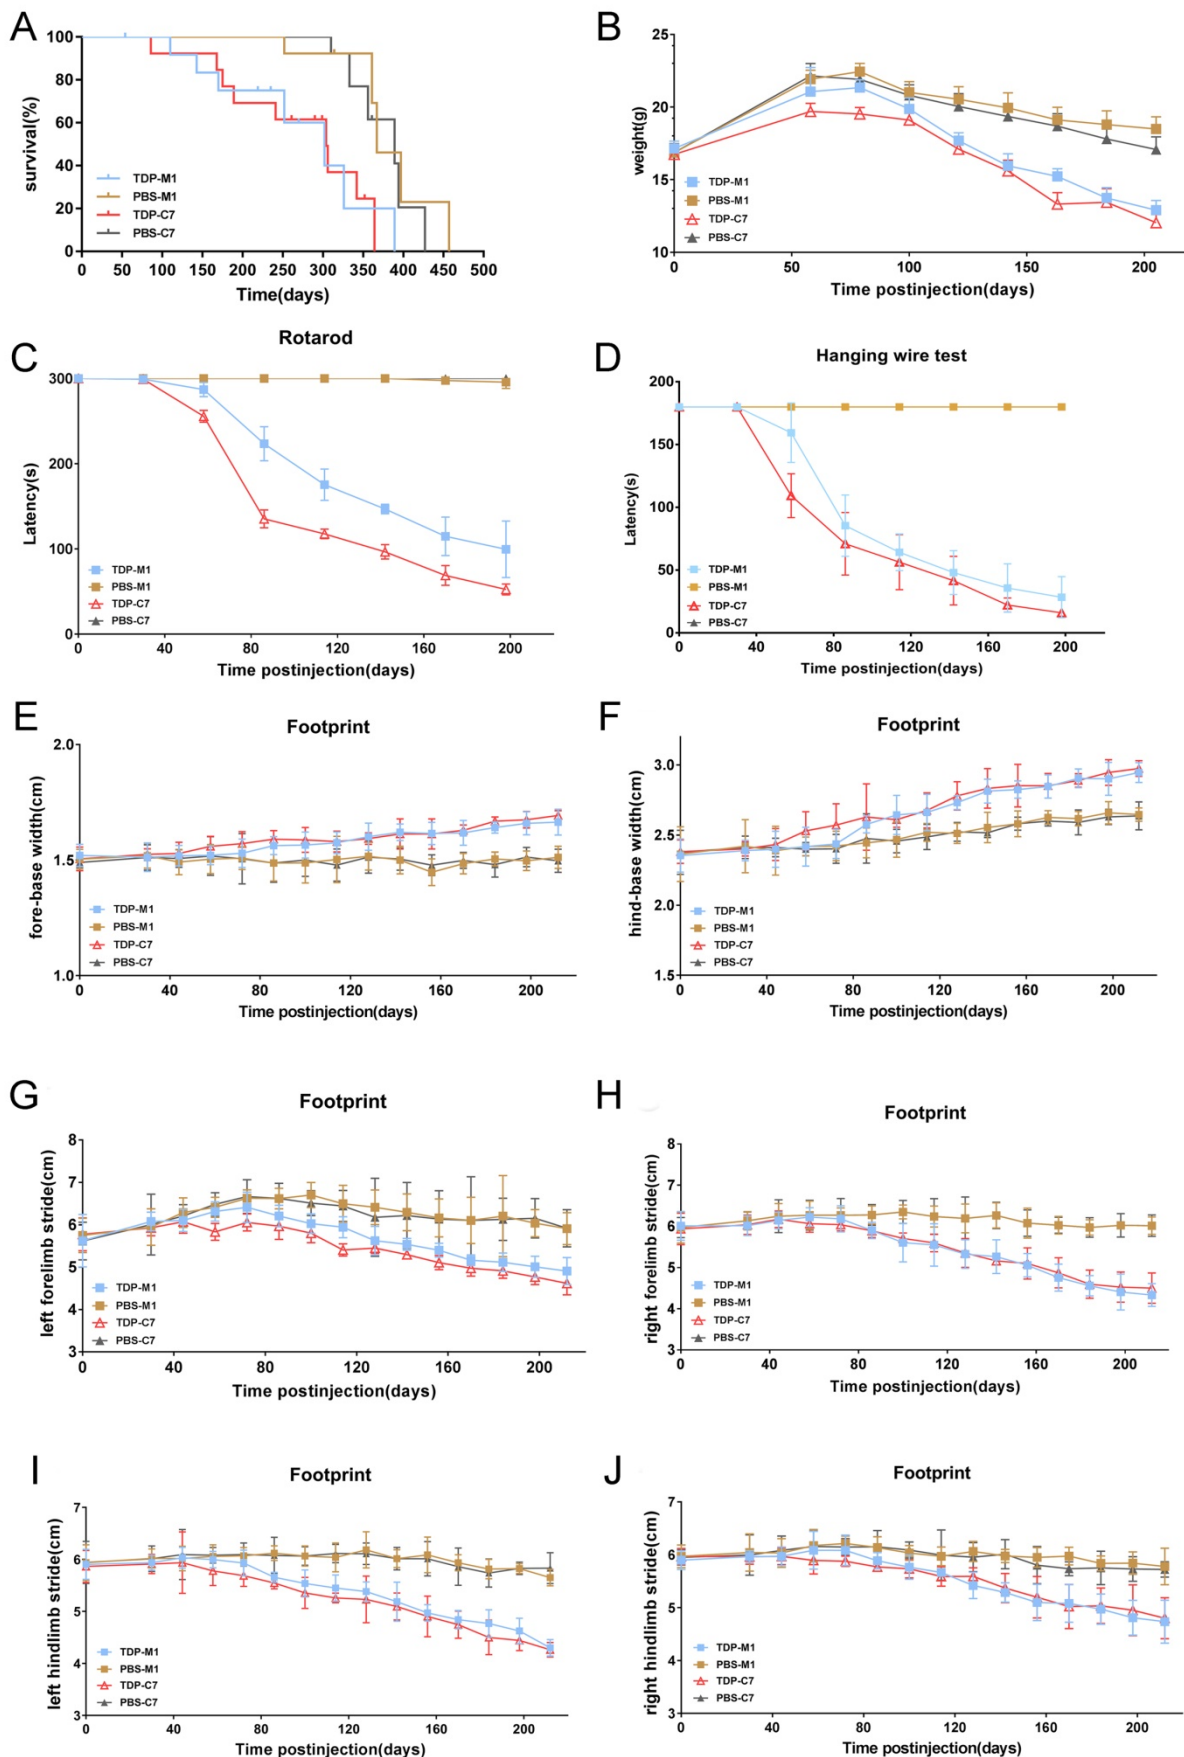 A
100
80
60
40
20
0
survival(%)
TDP-M1
PBS-M1
TDP-C7
PBS-C7
0 50 100 150 200 250 300 350 400 450 500
Time(days)
B
25
20
15
10
weight(g)
TDP-M1
PBS-M1
TDP-C7
PBS-C7
0 50 100 150 200
Time postinjection(days)
C
Rotarod
300
200
100
0
Latency(s)
TDP-M1
PBS-M1
TDP-C7
PBS-C7
0 40 80 120 160 200
Time postinjection(days)
D
Hanging wire test
200
150
100
50
0
Latency(s)
TDP-M1
PBS-M1
TDP-C7
PBS-C7
0 40 80 120 160 200
Time postinjection(days)
E
Footprint
2.0
1.5
1.0
fore-base width(cm)
TDP-M1
PBS-M1
TDP-C7
PBS-C7
0 40 80 120 160 200
Time postinjection(days)
F
Footprint
3.0
2.5
2.0
1.5
hind-base width(cm)
TDP-M1
PBS-M1
TDP-C7
PBS-C7
0 40 80 120 160 200
Time postinjection(days)
G
Footprint
8
7
6
5
4
3
left forelimb stride(cm)
TDP-M1
PBS-M1
TDP-C7
PBS-C7
0 40 80 120 160 200
Time postinjection(days)
H
Footprint
8
7
6
5
4
3
right forelimb stride(cm)
TDP-M1
PBS-M1
TDP-C7
PBS-C7
0 40 80 120 160 200
Time postinjection(days)
I
Footprint
7
6
5
4
3
left hindlimb stride(cm)
TDP-M1
PBS-M1
TDP-C7
PBS-C7
0 40 80 120 160 200
Time postinjection(days)
J
Footprint
7
6
5
4
3
right hindlimb stride(cm)
TDP-M1
PBS-M1
TDP-C7
PBS-C7
0 40 80 120 160 200
Time postinjection(days)